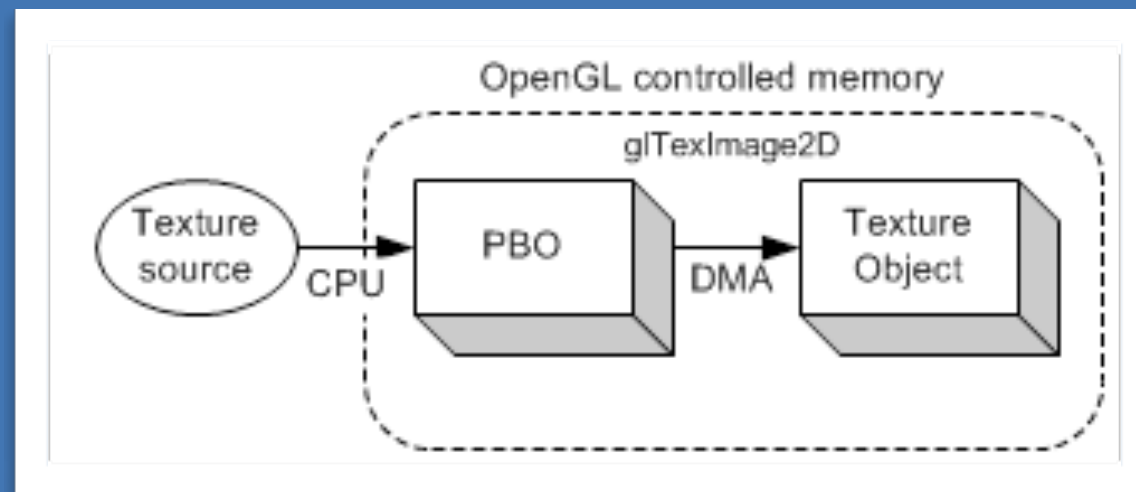 OpenGL controlled memory
glTexImage2D
Texture
source
CPU
PBO
DMA
Texture
Object